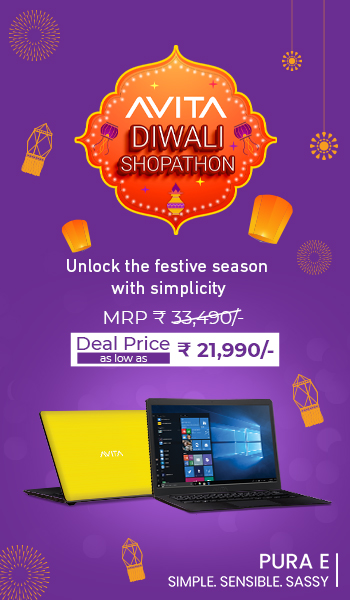 AVITA
DIWALI
SHOPATHON
Unlock the festive season
with simplicity
MRP ₹ 33,490/-
Deal Price
as low as
₹ 21,990/-
AVITA
PURA E
SIMPLE. SENSIBLE. SASSY